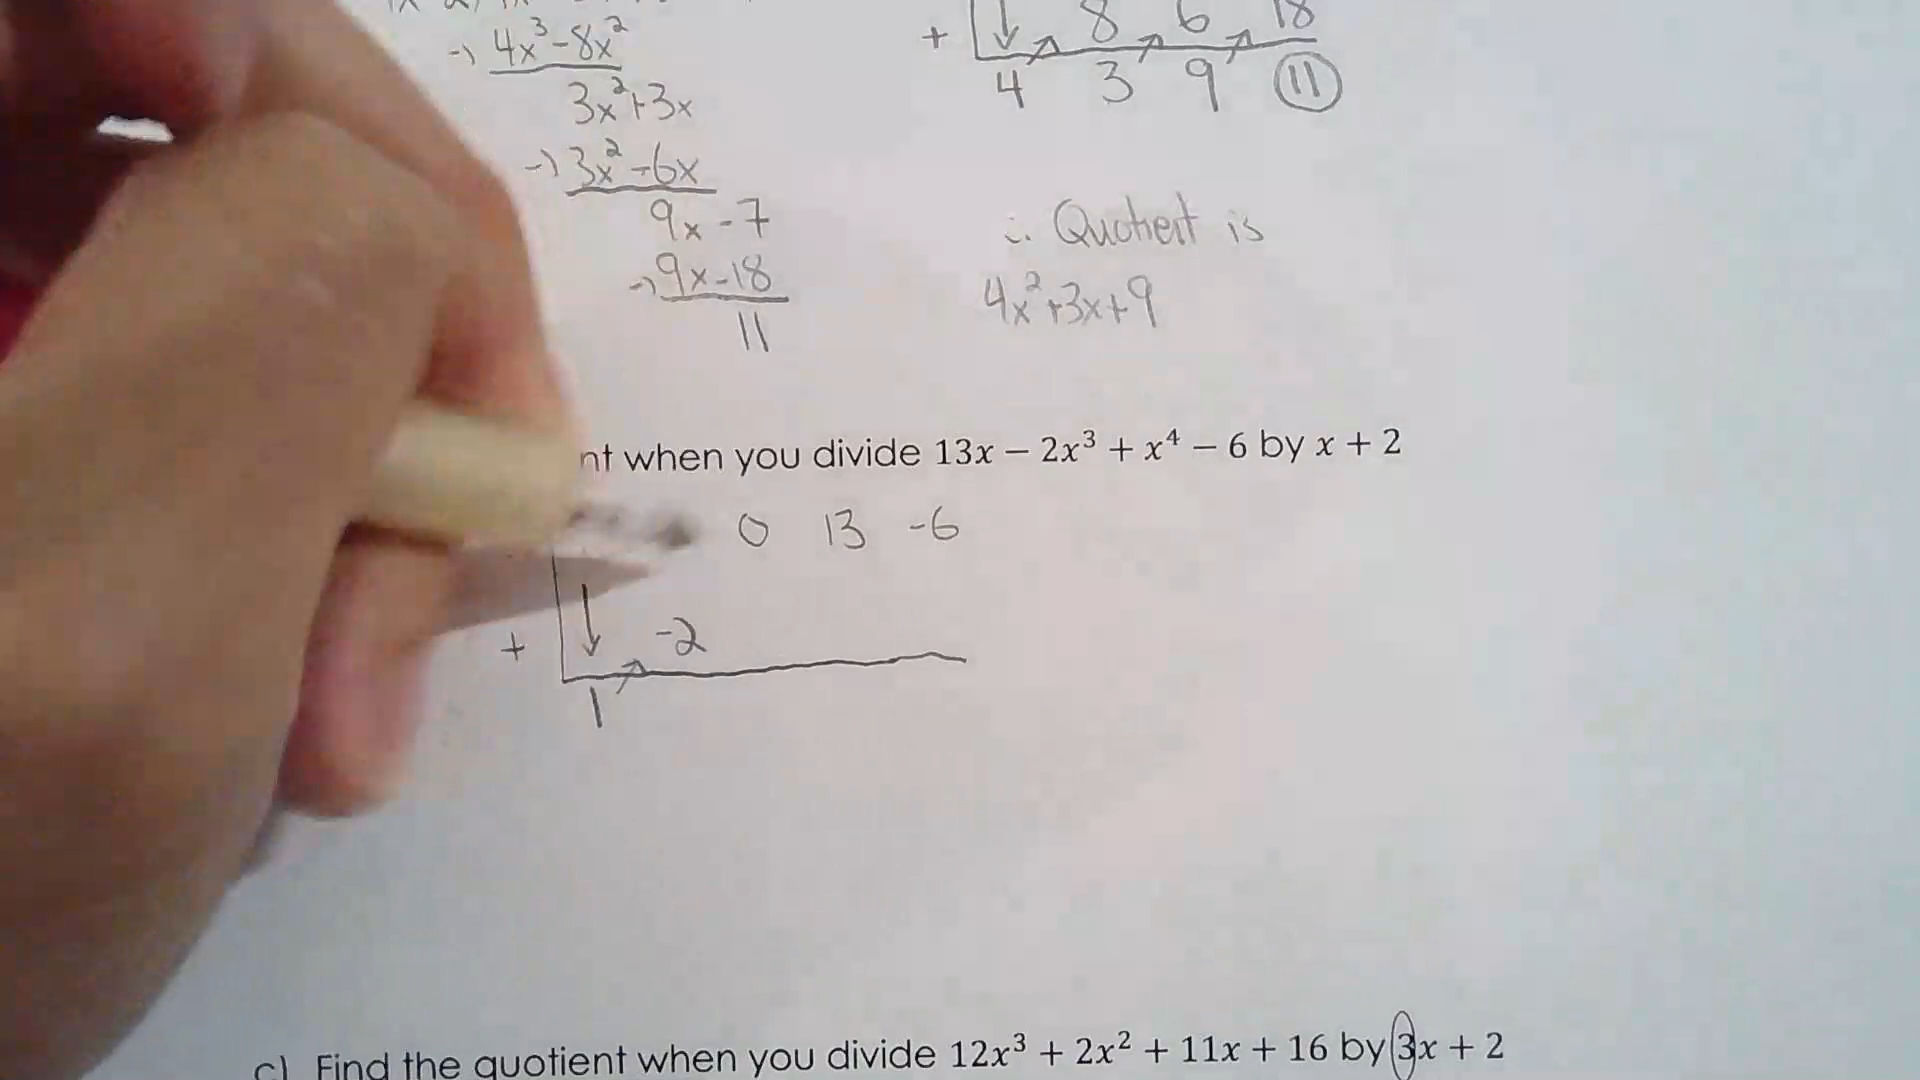 -) 4x³-8x²
3x²+3x
-) 3x²-6x
9x-7
-) 9x-18
11
8 6 18
+
4 3 9 11
∴ Quotient is
4x²+3x+9
nt when you divide 13x − 2x³ + x⁴ − 6 by x + 2
0 13 -6
+ -2
1
c) Find the quotient when you divide 12x³ + 2x² + 11x + 16 by 3x + 2